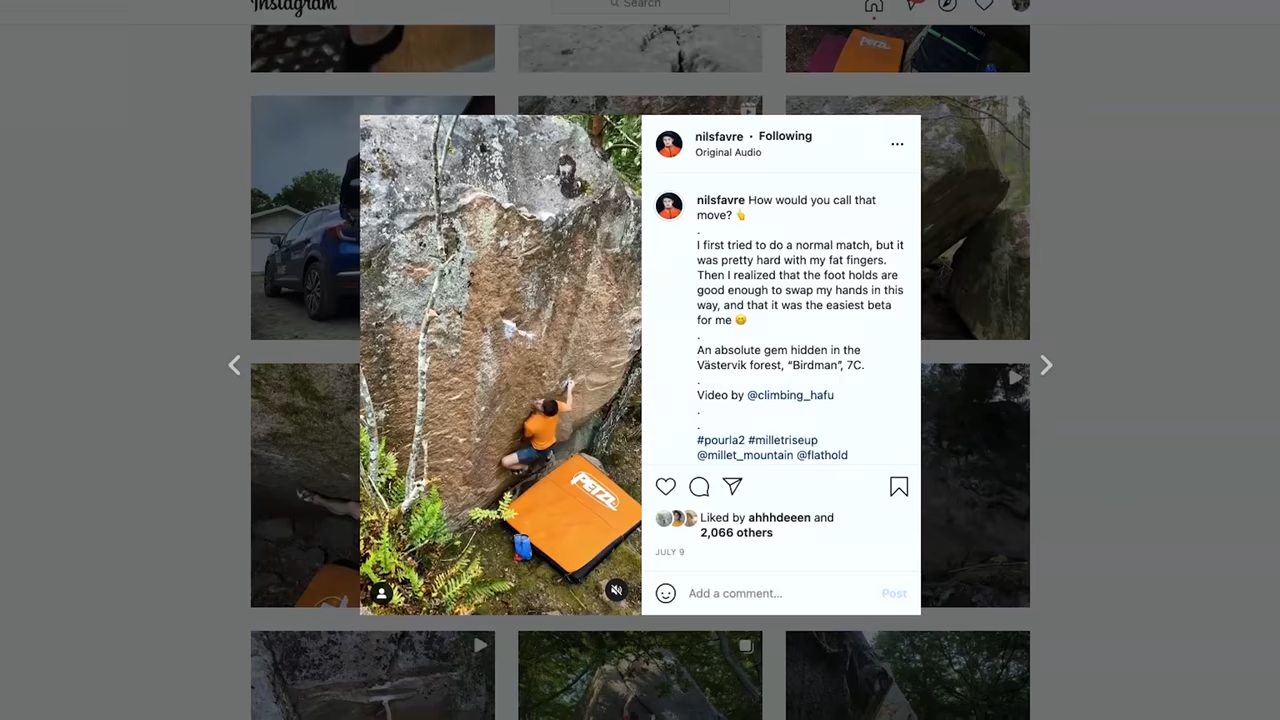 Instagram
Search
PETZL
nilsfavre • Following
Original Audio
nilsfavre How would you call that
move? 👆
.
I first tried to do a normal match, but it
was pretty hard with my fat fingers.
Then I realized that the foot holds are
good enough to swap my hands in this
way, and that it was the easiest beta
for me 😋
.
An absolute gem hidden in the
Västervik forest, “Birdman”, 7C.
.
Video by @climbing_hafu
.
.
#pourla2 #milletriseup
@millet_mountain @flathold
PETZL
Liked by ahhhdeeen and
2,066 others
JULY 9
Add a comment...
Post